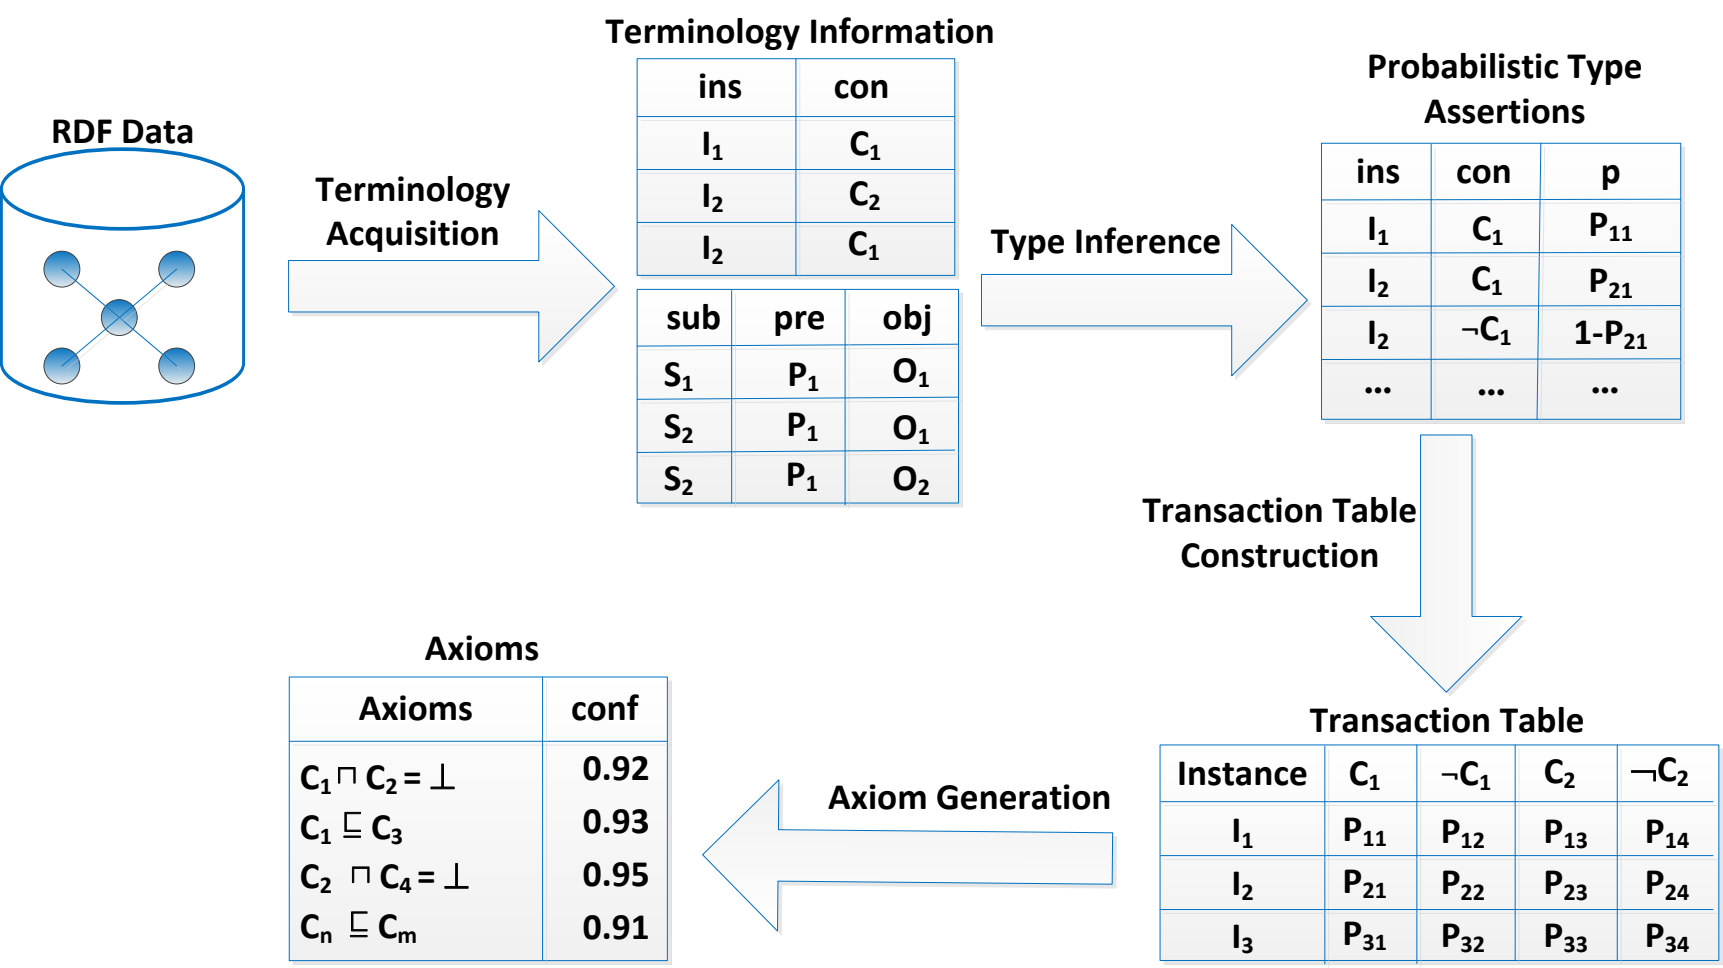 RDF Data
Terminology
Acquisition
Terminology Information
ins con
I₁ C₁
I₂ C₂
I₂ C₁
sub pre obj
S₁ P₁ O₁
S₂ P₁ O₁
S₂ P₁ O₂
Type Inference
Probabilistic Type
Assertions
ins con p
I₁ C₁ P₁₁
I₂ C₁ P₂₁
I₂ ¬C₁ 1-P₂₁
... ... ...
Transaction Table
Construction
Transaction Table
Instance C₁ ¬C₁ C₂ ¬C₂
I₁ P₁₁ P₁₂ P₁₃ P₁₄
I₂ P₂₁ P₂₂ P₂₃ P₂₄
I₃ P₃₁ P₃₂ P₃₃ P₃₄
Axiom Generation
Axioms
Axioms conf
C₁ ⊓ C₂ = ⊥ 0.92
C₁ ⊑ C₃ 0.93
C₂ ⊓ C₄ = ⊥ 0.95
Cₙ ⊑ Cₘ 0.91